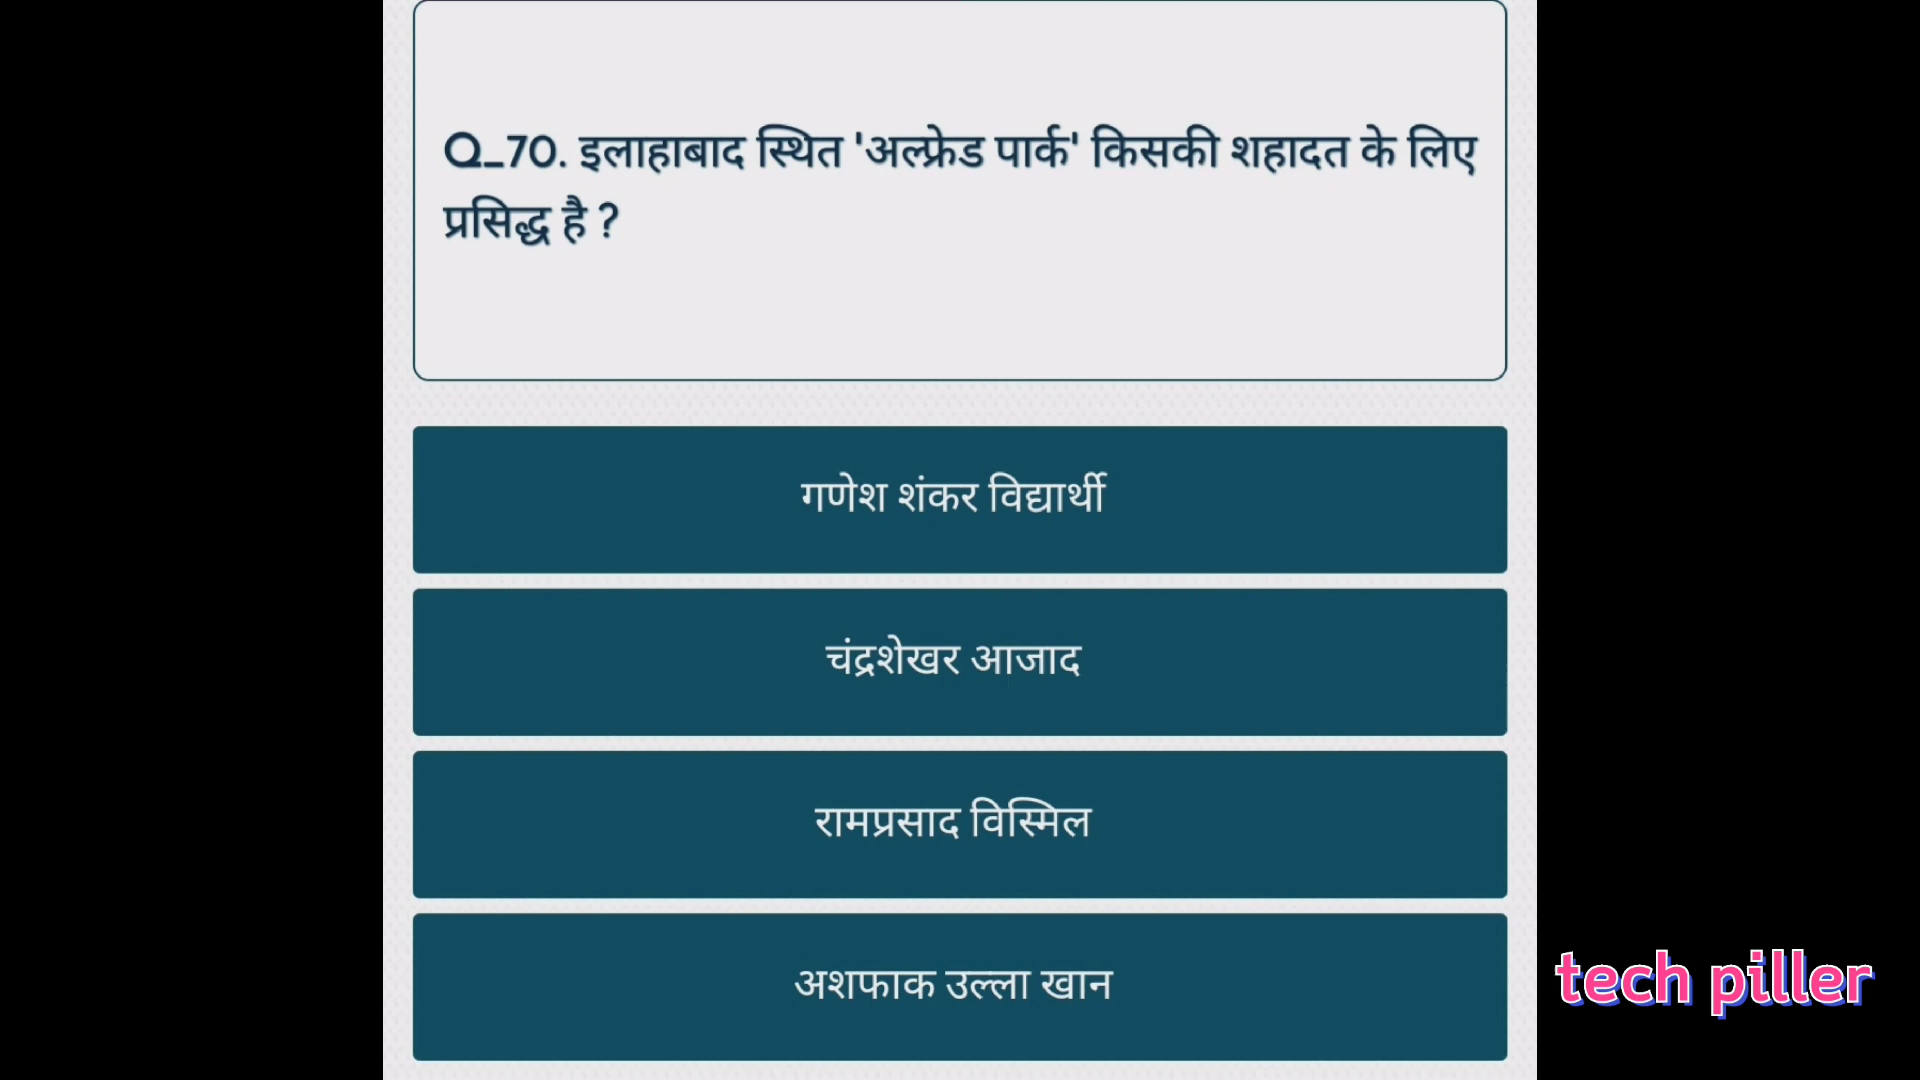 Q_70. इलाहाबाद स्थित 'अल्फ्रेड पार्क' किसकी शहादत के लिए
प्रसिद्ध है ?
गणेश शंकर विद्यार्थी
चंद्रशेखर आजाद
रामप्रसाद विस्मिल
अशफाक उल्ला खान
tech piller